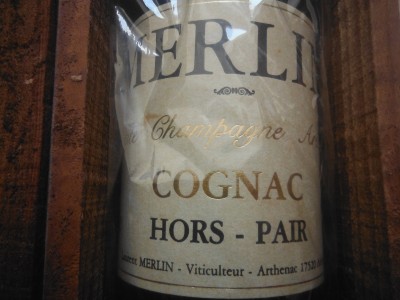 MERLIN
Champagne
COGNAC
HORS - PAIR
MERLIN - Viticulteur - Arthenac